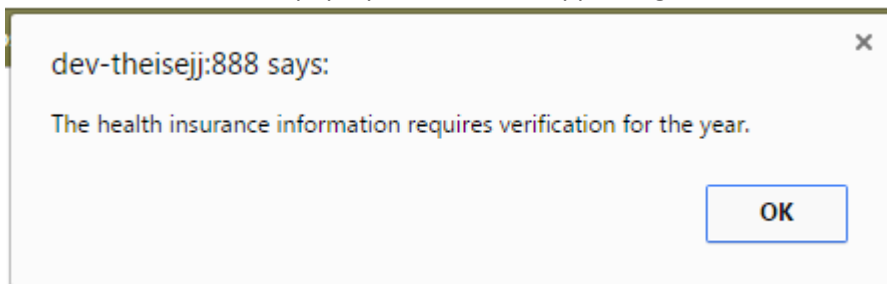 dev-theisejj:888 says:
The health insurance information requires verification for the year.
OK